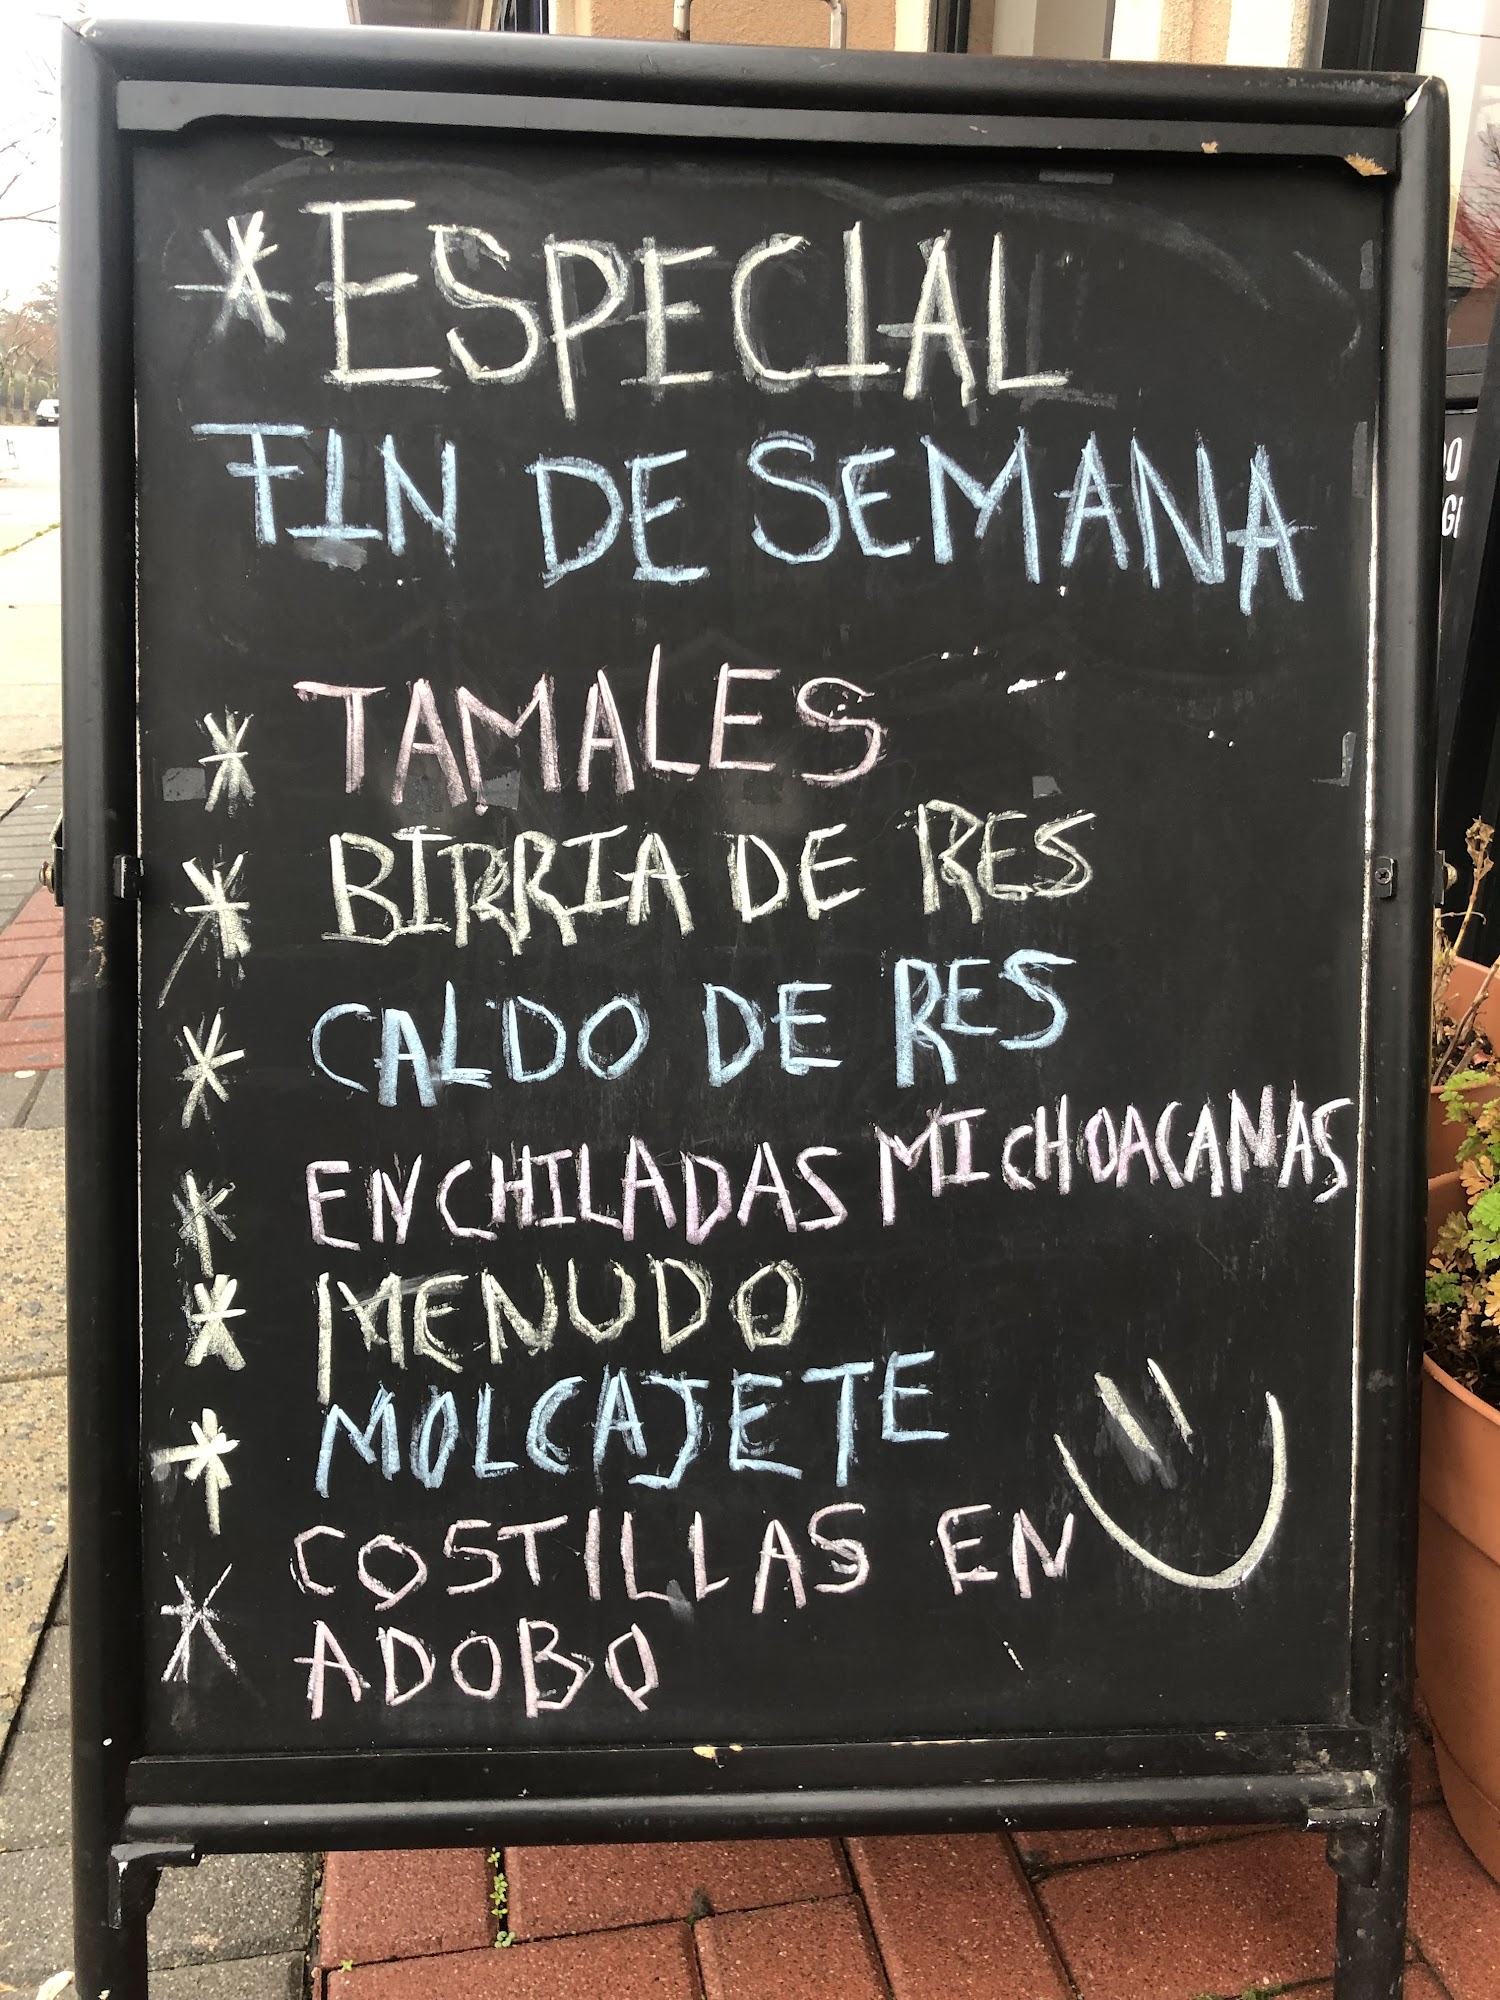 * ESPECIAL
FIN DE SEMANA
* TAMALES
* BIRRIA DE RES
* CALDO DE RES
* ENCHILADAS MICHOACANAS
* MENUDO
* MOLCAJETE
* COSTILLAS EN
ADOBO